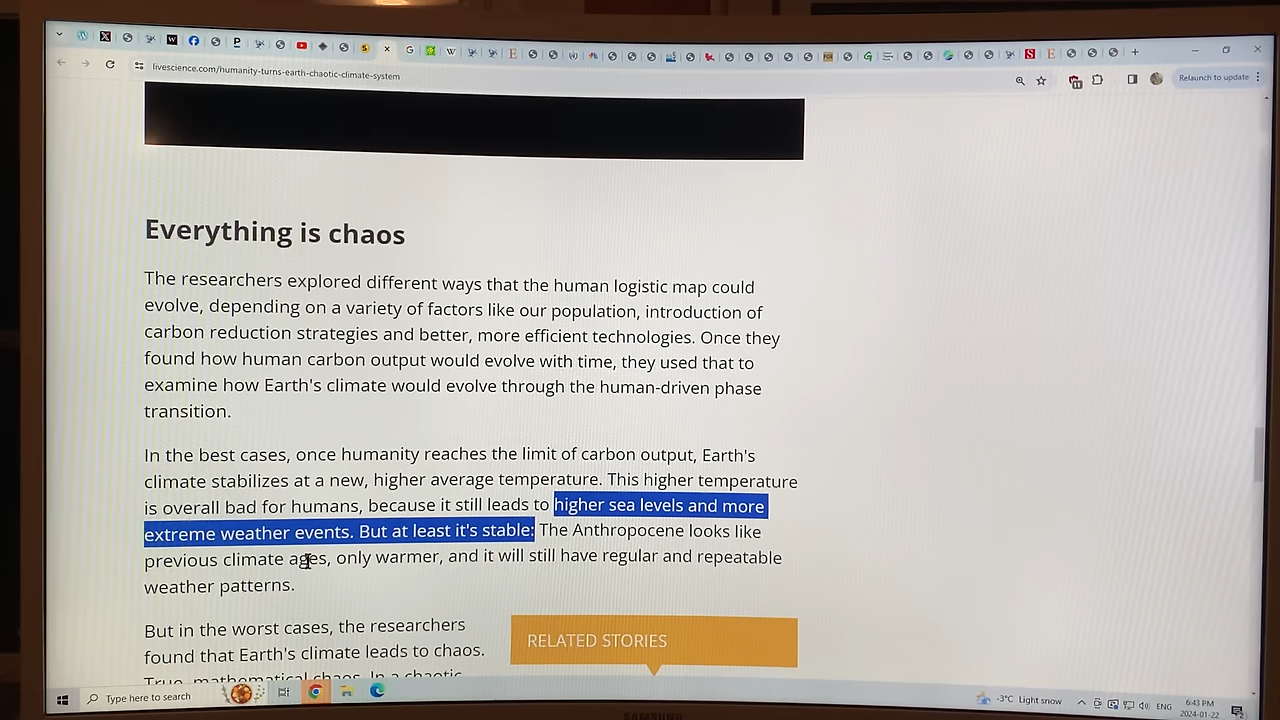 livescience.com/humanity-turns-earth-chaotic-climate-system
Relaunch to update
Everything is chaos
The researchers explored different ways that the human logistic map could
evolve, depending on a variety of factors like our population, introduction of
carbon reduction strategies and better, more efficient technologies. Once they
found how human carbon output would evolve with time, they used that to
examine how Earth's climate would evolve through the human-driven phase
transition.
In the best cases, once humanity reaches the limit of carbon output, Earth's
climate stabilizes at a new, higher average temperature. This higher temperature
is overall bad for humans, because it still leads to higher sea levels and more
extreme weather events. But at least it's stable: The Anthropocene looks like
previous climate ages, only warmer, and it will still have regular and repeatable
weather patterns.
But in the worst cases, the researchers
found that Earth's climate leads to chaos.
True, mathematical chaos. In a chaotic
RELATED STORIES
Type here to search
-3°C Light snow
ENG
6:43 PM
2024-01-22
SAMSUNG